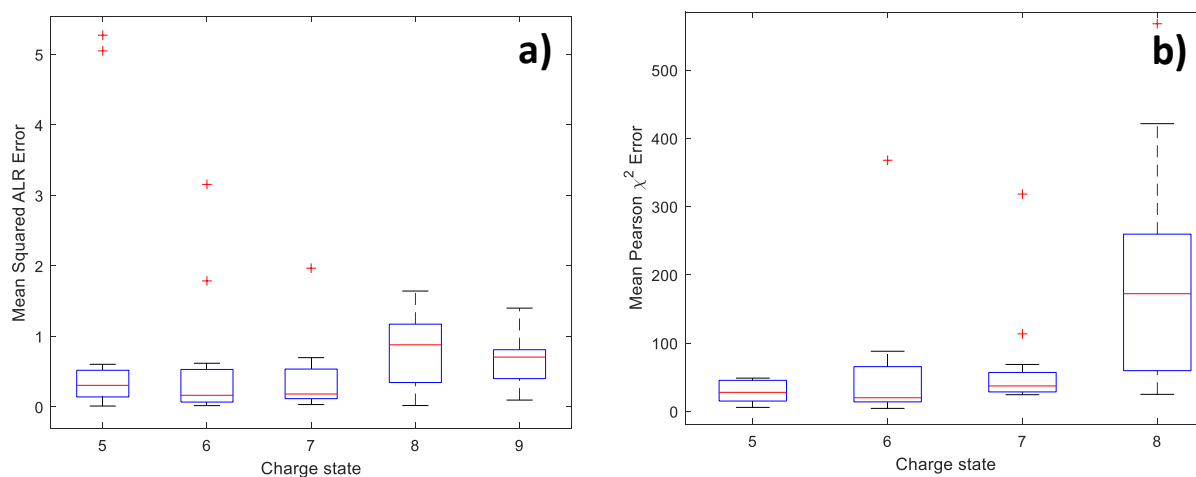 a)
Mean Squared ALR Error
5
4
3
2
1
0
5 6 7 8 9
Charge state
b)
Mean Pearson χ² Error
500
400
300
200
100
0
5 6 7 8
Charge state